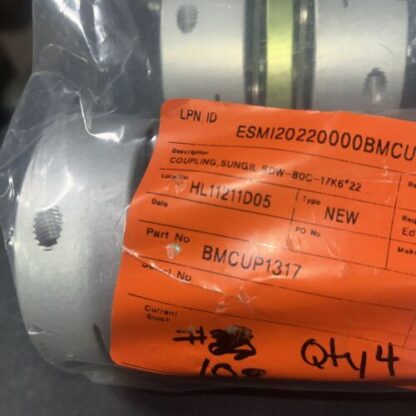 LPN ID
ESMI20220000BMCU
Description
COUPLING, SUNGIL, SDW-80C-17K6*22
Location
HL11211D05
Type
NEW
Date
PO No
Part No
BMCUP1317
Serial No
Current
Stock
Qty 4